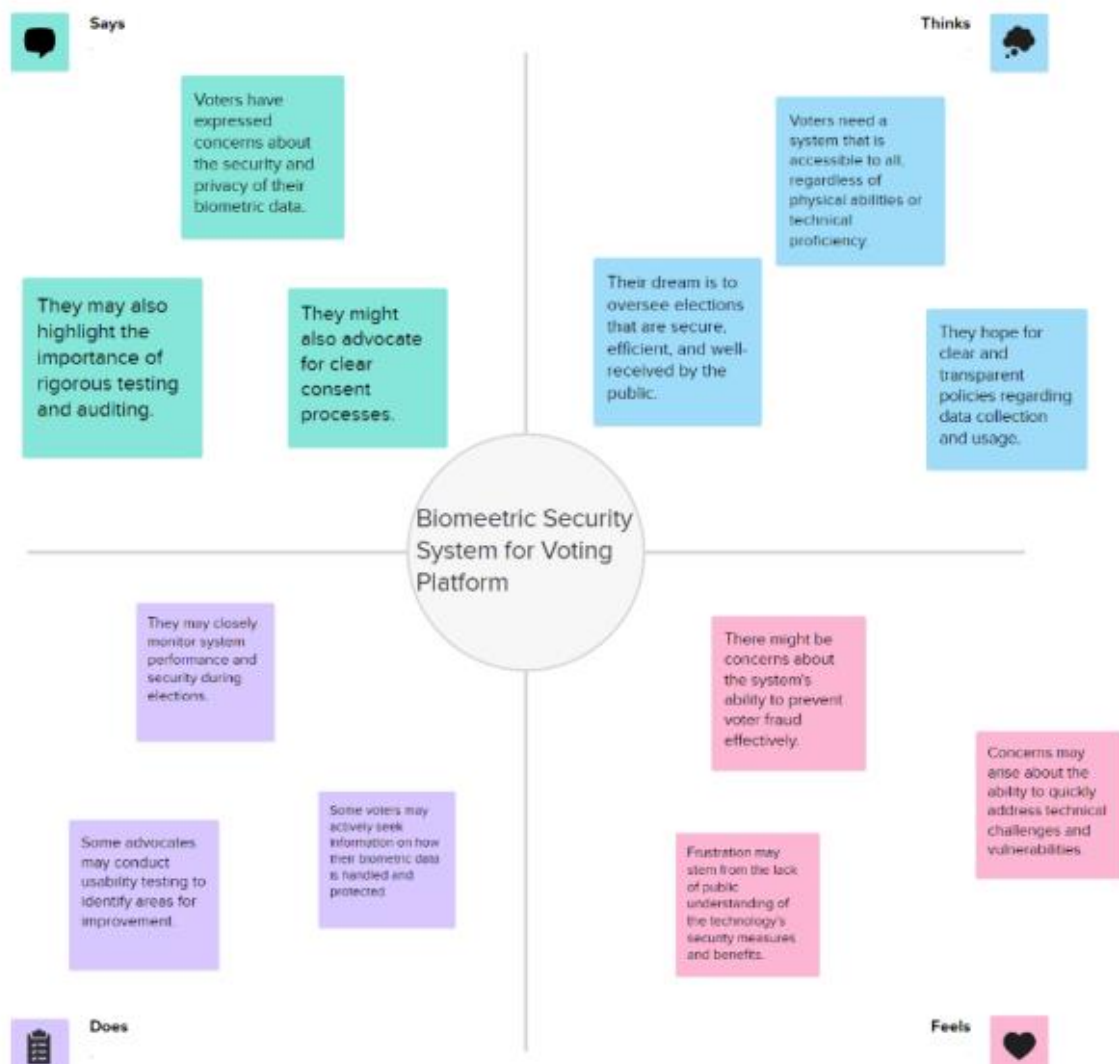 Says
Thinks
Voters have
expressed
concerns about
the security and
privacy of their
biometric data.
They may also
highlight the
importance of
rigorous testing
and auditing.
They might
also advocate
for clear
consent
processes.
Voters need a
system that is
accessible to all,
regardless of
physical abilities or
technical
proficiency.
Their dream is to
oversee elections
that are secure,
efficient, and well-
received by the
public.
They hope for
clear and
transparent
policies regarding
data collection
and usage.
Biomeetric Security
System for Voting
Platform
They may closely
monitor system
performance and
security during
elections.
Some advocates
may conduct
usability testing to
identify areas for
improvement.
Some voters may
actively seek
information on how
their biometric data
is handled and
protected
There might be
concerns about
the system's
ability to prevent
voter fraud
effectively.
Concerns may
arise about the
ability to quickly
address technical
challenges and
vulnerabilities
Frustration may
stem from the lack
of public
understanding of
the technology's
security measures
and benefits.
Does
Feels